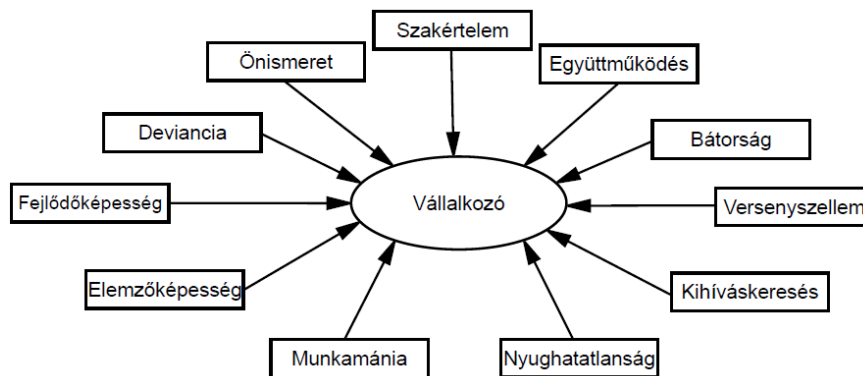 Szakértelem
Önismeret
Együttműködés
Deviancia
Bátorság
Fejlődőképesség
Vállalkozó
Versenyszellem
Elemzőképesség
Kihíváskeresés
Munkamánia
Nyughatatlanság